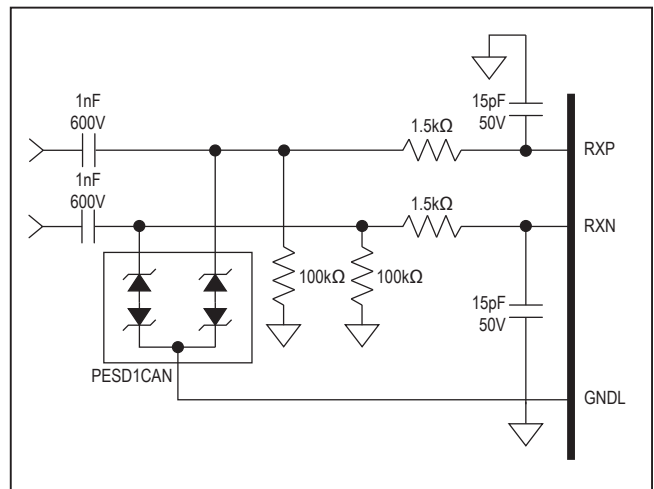 1nF
600V
15pF
50V
1.5kΩ
RXP
1nF
600V
1.5kΩ
RXN
100kΩ
100kΩ
15pF
50V
PESD1CAN
GNDL